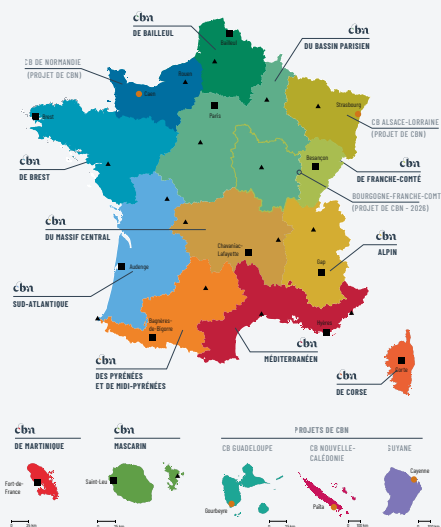 cbn
DE BAILLEUL
cbn
DU BASSIN PARISIEN
CB DE NORMANDIE
(PROJET DE CBN)
Bailleul
Rouen
Caen
Brest
Paris
Strasbourg
CB ALSACE-LORRAINE
(PROJET DE CBN)
cbn
DE BREST
Besançon
cbn
DE FRANCHE-COMTÉ
BOURGOGNE-FRANCHE-COMT
(PROJET DE CBN - 2026)
cbn
DU MASSIF CENTRAL
Chavaniac-
Lafayette
cbn
ALPIN
Audenge
Gap
cbn
SUD-ATLANTIQUE
Bagnères-
de-Bigorre
Hyères
cbn
DES PYRÉNÉES
ET DE MIDI-PYRÉNÉES
cbn
MÉDITERRANÉEN
Corte
cbn
DE CORSE
cbn
DE MARTINIQUE
cbn
MASCARIN
PROJETS DE CBN
CB GUADELOUPE
CB NOUVELLE-
CALÉDONIE
GUYANE
Fort-de-
France
Saint-Leu
Gourbeyre
Païta
Cayenne